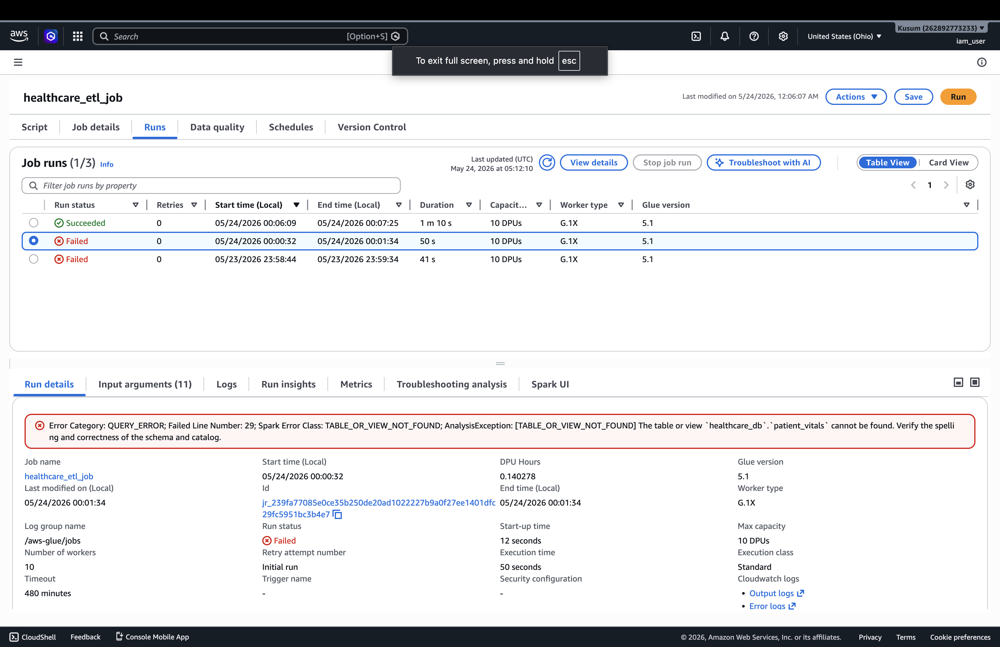 aws
Search [Option+S]
United States (Ohio)
Kusum (262892773233)
iam_user
To exit full screen, press and hold esc
healthcare_etl_job
Last modified on 5/24/2026, 12:06:07 AM
Actions
Save
Run
Script
Job details
Runs
Data quality
Schedules
Version Control
Job runs (1/3) Info
Last updated (UTC)
May 24, 2026 at 05:12:10
View details
Stop job run
Troubleshoot with AI
Table View
Card View
Filter job runs by property
1
Run status Retries Start time (Local) End time (Local) Duration Capacit... Worker type Glue version
Succeeded 0 05/24/2026 00:06:09 05/24/2026 00:07:25 1 m 10 s 10 DPUs G.1X 5.1
Failed 0 05/24/2026 00:00:32 05/24/2026 00:01:34 50 s 10 DPUs G.1X 5.1
Failed 0 05/23/2026 23:58:44 05/23/2026 23:59:34 41 s 10 DPUs G.1X 5.1
Run details
Input arguments (11)
Logs
Run insights
Metrics
Troubleshooting analysis
Spark UI
Error Category: QUERY_ERROR; Failed Line Number: 29; Spark Error Class: TABLE_OR_VIEW_NOT_FOUND; AnalysisException: [TABLE_OR_VIEW_NOT_FOUND] The table or view `healthcare_db`.`patient_vitals` cannot be found. Verify the spelli
ng and correctness of the schema and catalog.
Job name
healthcare_etl_job
Last modified on (Local)
05/24/2026 00:01:34
Log group name
/aws-glue/jobs
Number of workers
10
Timeout
480 minutes
Start time (Local)
05/24/2026 00:00:32
Id
jr_239fa77085e0ce35b250de20ad1022227b9a0f27ee1401dfc
29fc5951bc3b4e7
Run status
Failed
Retry attempt number
Initial run
Trigger name
-
DPU Hours
0.140278
End time (Local)
05/24/2026 00:01:34
Start-up time
12 seconds
Execution time
50 seconds
Security configuration
-
Glue version
5.1
Worker type
G.1X
Max capacity
10 DPUs
Execution class
Standard
Cloudwatch logs
• Output logs
• Error logs
CloudShell
Feedback
Console Mobile App
© 2026, Amazon Web Services, Inc. or its affiliates.
Privacy
Terms
Cookie preferences